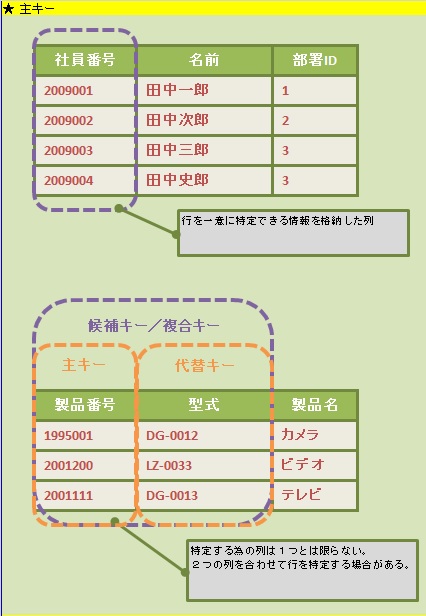 ★ 主キー
社員番号 名前 部署ID
2009001 田中一郎 1
2009002 田中次郎 2
2009003 田中三郎 3
2009004 田中史郎 3
行を一意に特定できる情報を格納した列
候補キー／複合キー
主キー 代替キー
製品番号 型式 製品名
1995001 DG-0012 カメラ
2001200 LZ-0033 ビデオ
2001111 DG-0013 テレビ
特定する為の列は１つとは限らない。
２つの列を合わせて行を特定する場合がある。